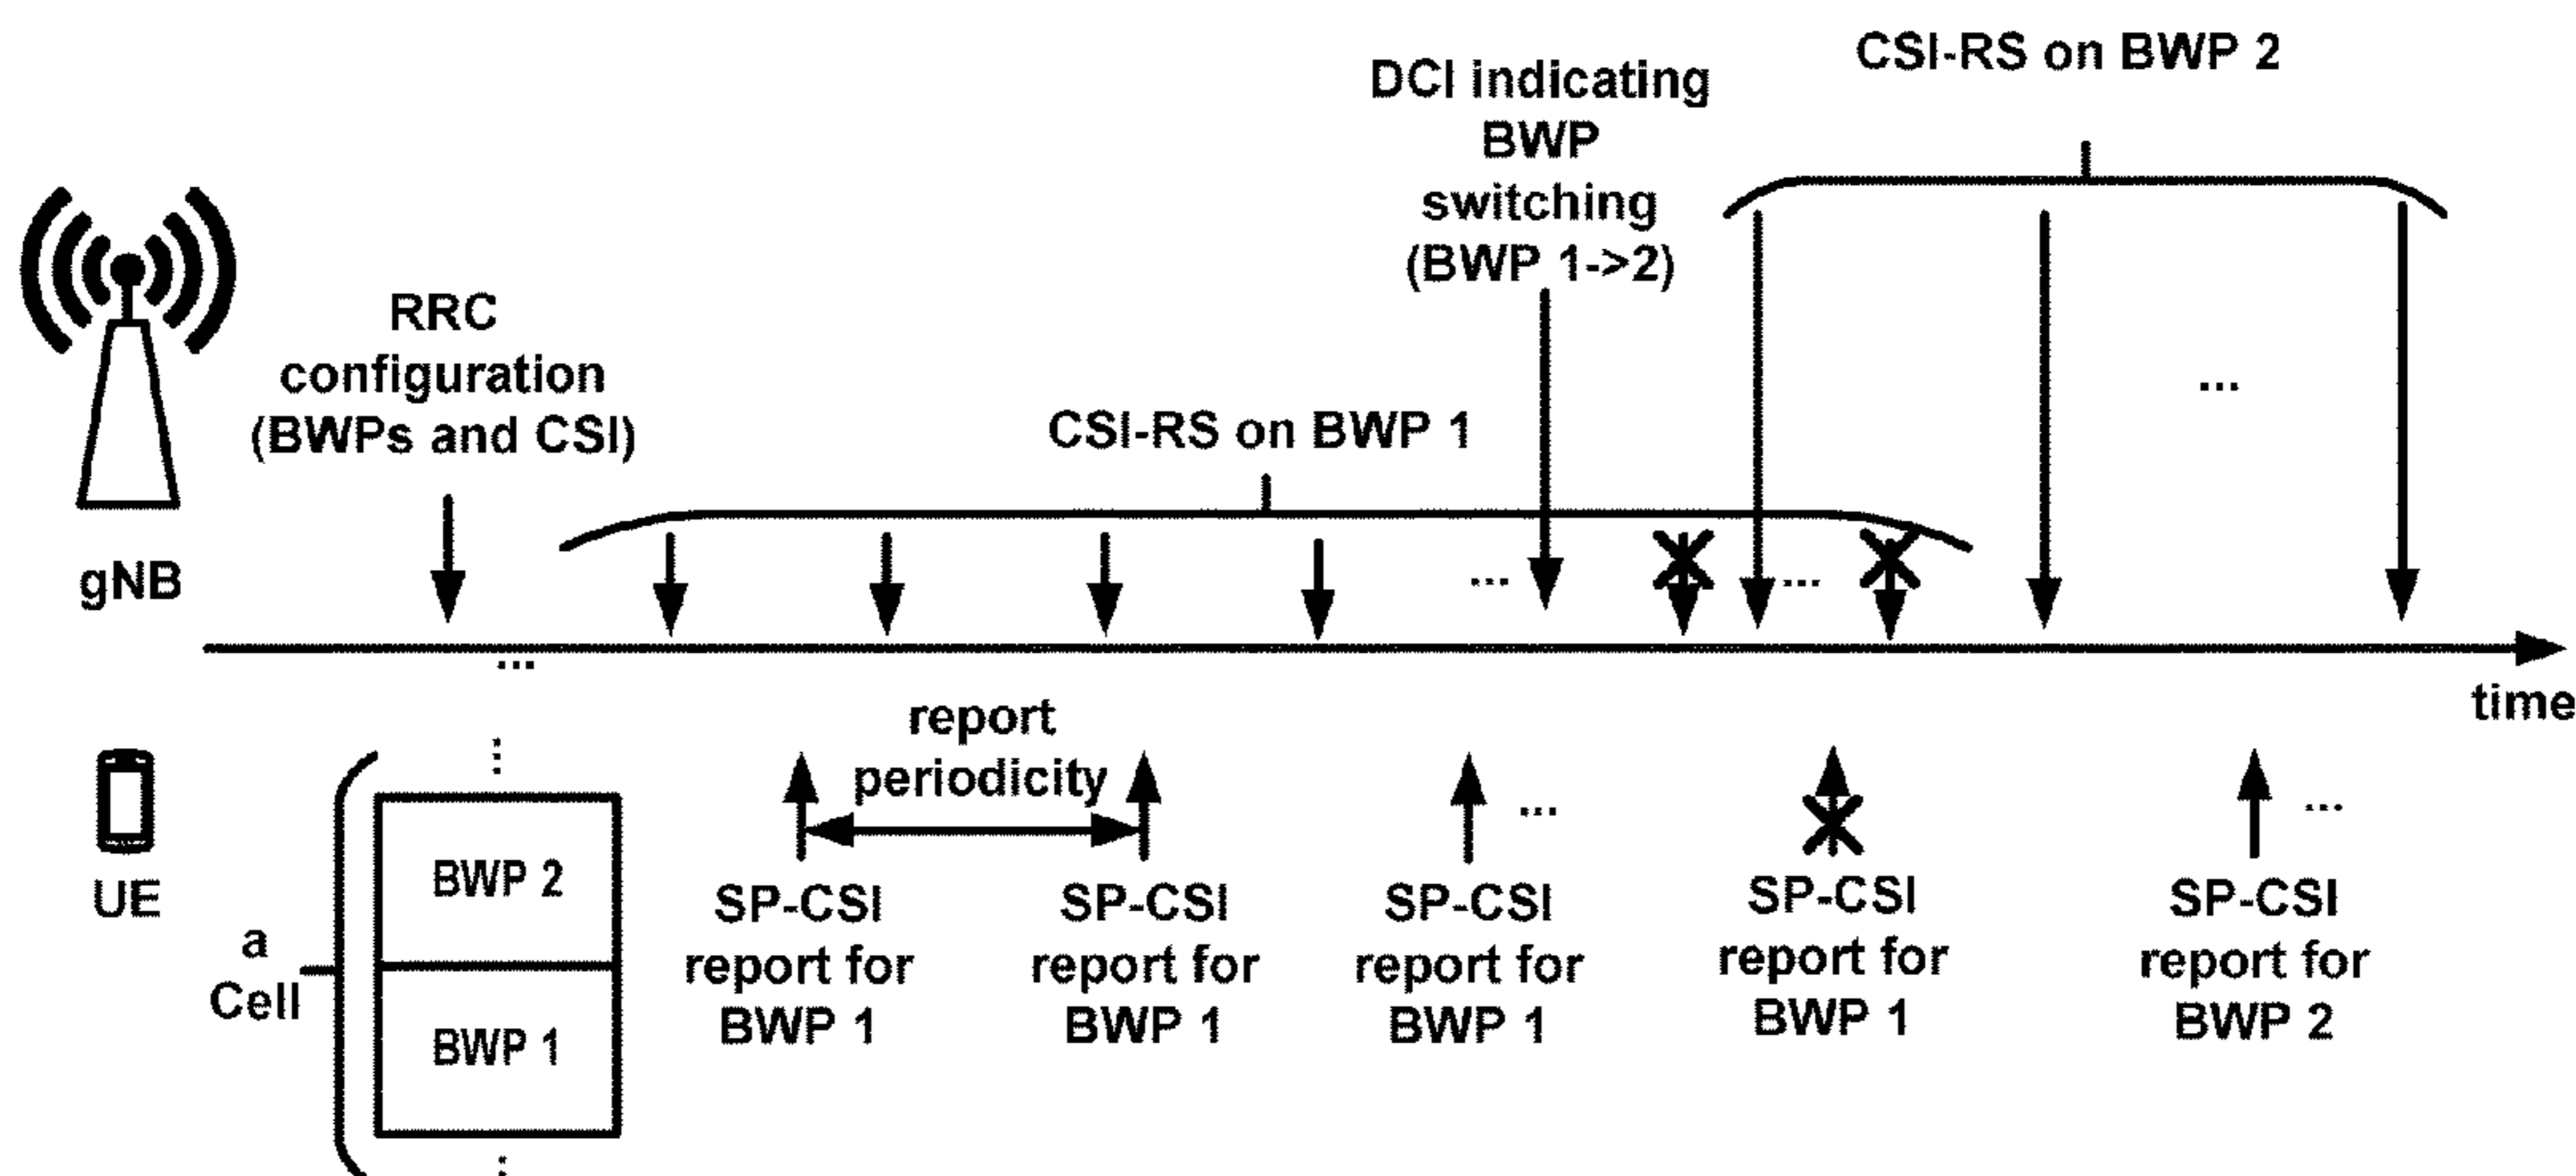 CSI-RS on BWP 2
DCI indicating
BWP
switching
(BWP 1->2)
RRC
configuration
(BWPs and CSI)
CSI-RS on BWP 1
gNB
...
...
...
...
time
report
periodicity
...
...
UE
a
Cell
BWP 2
BWP 1
SP-CSI
report for
BWP 1
SP-CSI
report for
BWP 1
SP-CSI
report for
BWP 1
SP-CSI
report for
BWP 1
SP-CSI
report for
BWP 2